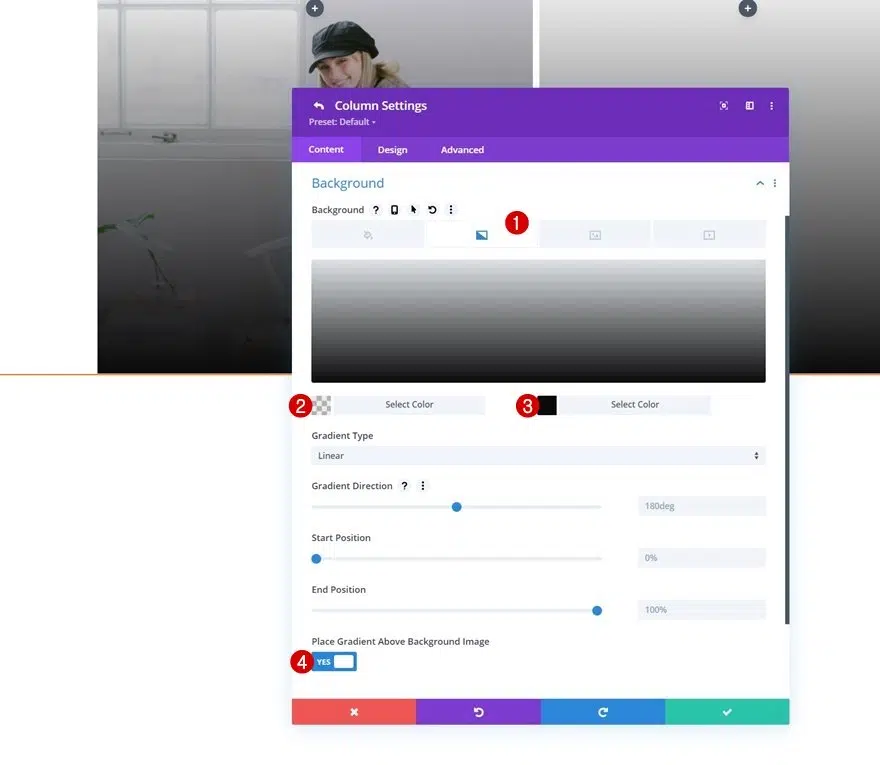 Column Settings
Preset: Default
Content Design Advanced
Background
Background ?
1
2 Select Color 3 Select Color
Gradient Type
Linear
Gradient Direction ?
180deg
Start Position
0%
End Position
100%
Place Gradient Above Background Image
4 YES